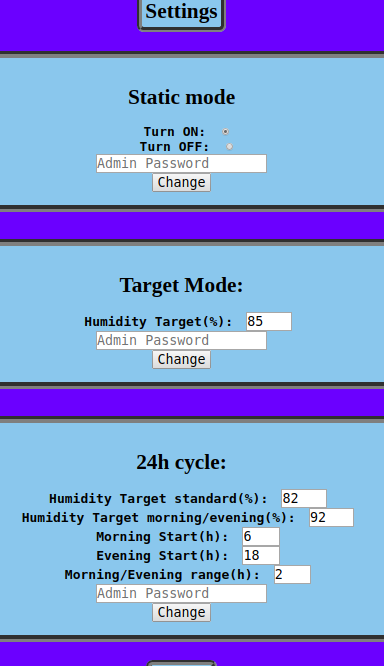 Settings
Static mode
Turn ON:
Turn OFF:
Admin Password
Change
Target Mode:
Humidity Target(%): 85
Admin Password
Change
24h cycle:
Humidity Target standard(%): 82
Humidity Target morning/evening(%): 92
Morning Start(h): 6
Evening Start(h): 18
Morning/Evening range(h): 2
Admin Password
Change